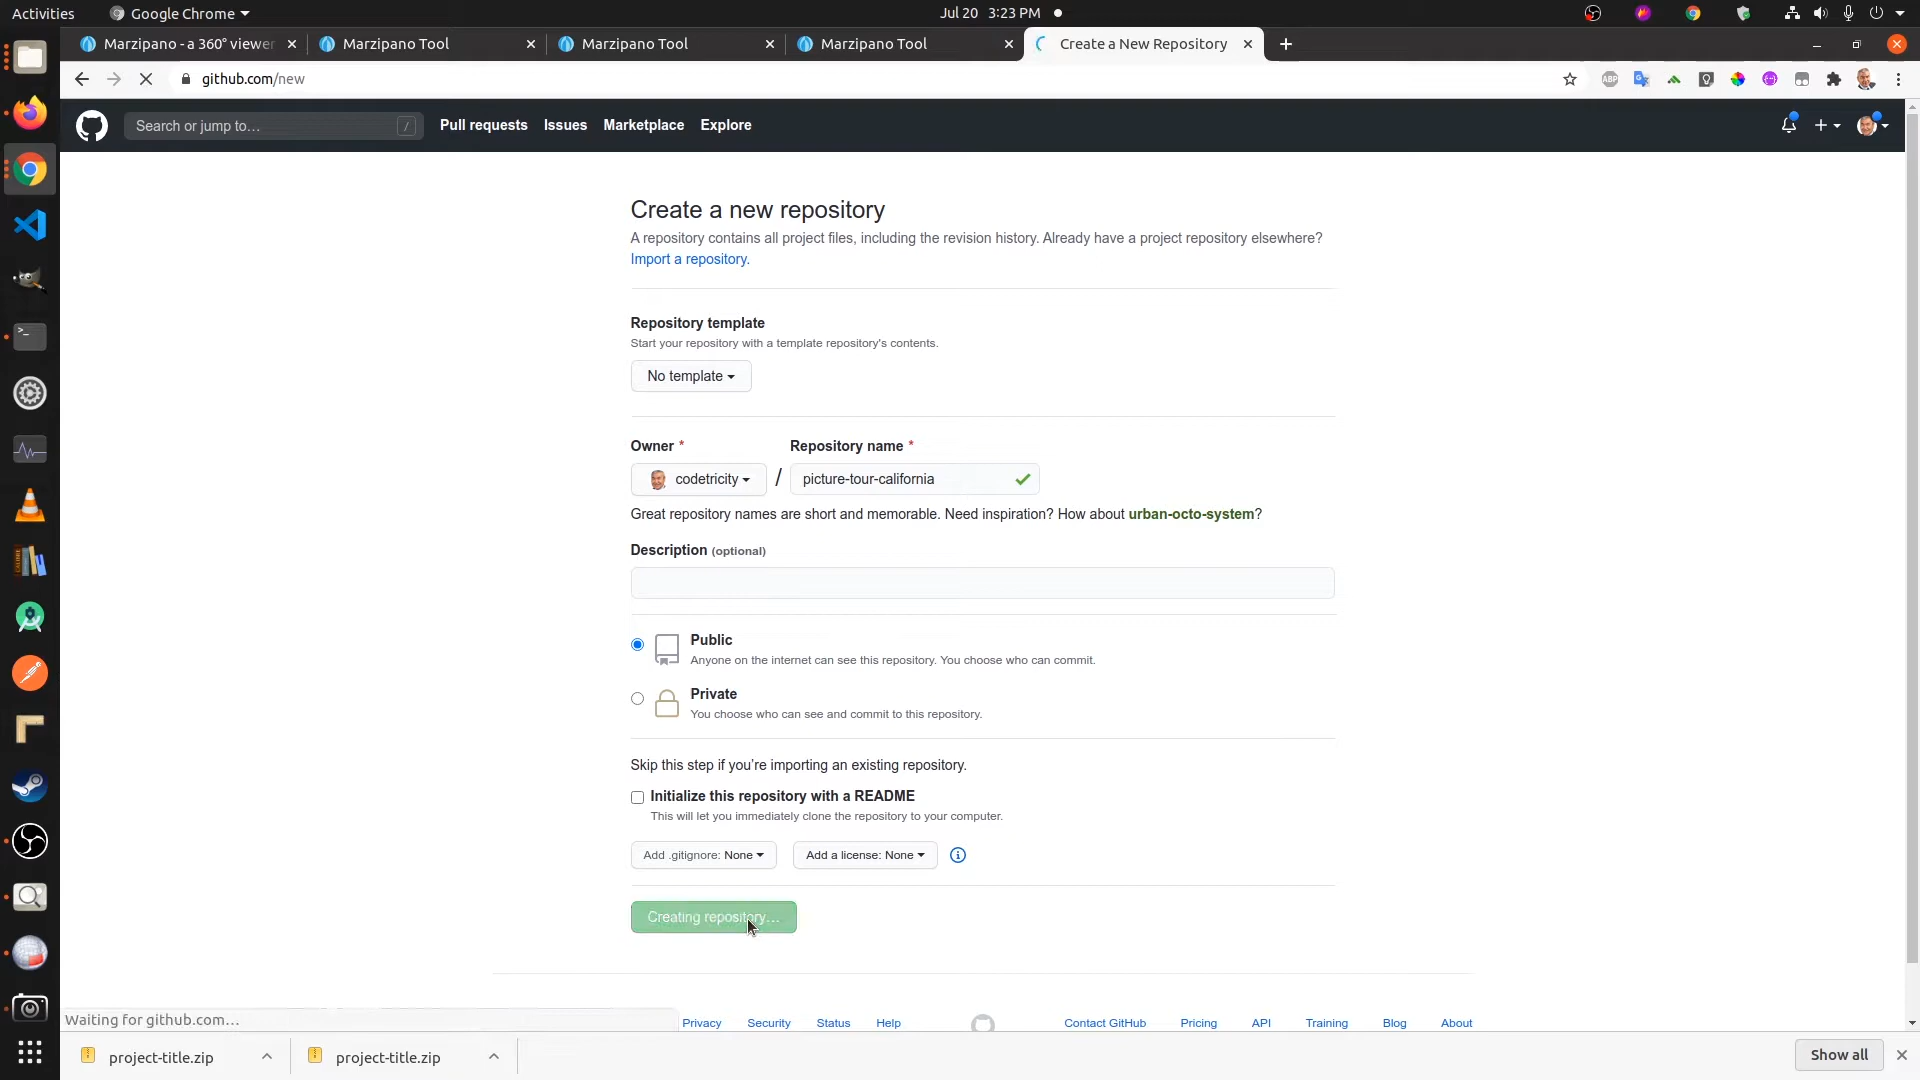 Activities
Google Chrome
Jul 20 3:23 PM
Marzipano - a 360° viewer
Marzipano Tool
Marzipano Tool
Marzipano Tool
Create a New Repository
github.com/new
ABP
Search or jump to…
/
Pull requests
Issues
Marketplace
Explore
Create a new repository
A repository contains all project files, including the revision history. Already have a project repository elsewhere?
Import a repository.
Repository template
Start your repository with a template repository's contents.
No template
Owner *
Repository name *
codetricity
/
picture-tour-california
Great repository names are short and memorable. Need inspiration? How about urban-octo-system?
Description (optional)
Public
Anyone on the internet can see this repository. You choose who can commit.
Private
You choose who can see and commit to this repository.
Skip this step if you’re importing an existing repository.
Initialize this repository with a README
This will let you immediately clone the repository to your computer.
Add .gitignore: None
Add a license: None
Creating repository…
Waiting for github.com…
Privacy
Security
Status
Help
Contact GitHub
Pricing
API
Training
Blog
About
project-title.zip
project-title.zip
Show all